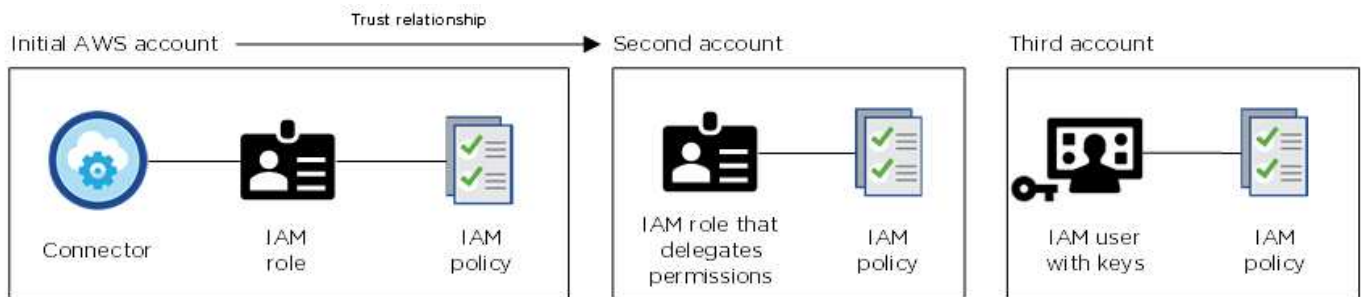 Trust relationship
Initial AWS account
Second account
Third account
Connector
IAM
role
IAM
policy
IAM role that
delegates
permissions
IAM
policy
IAM user
with keys
IAM
policy